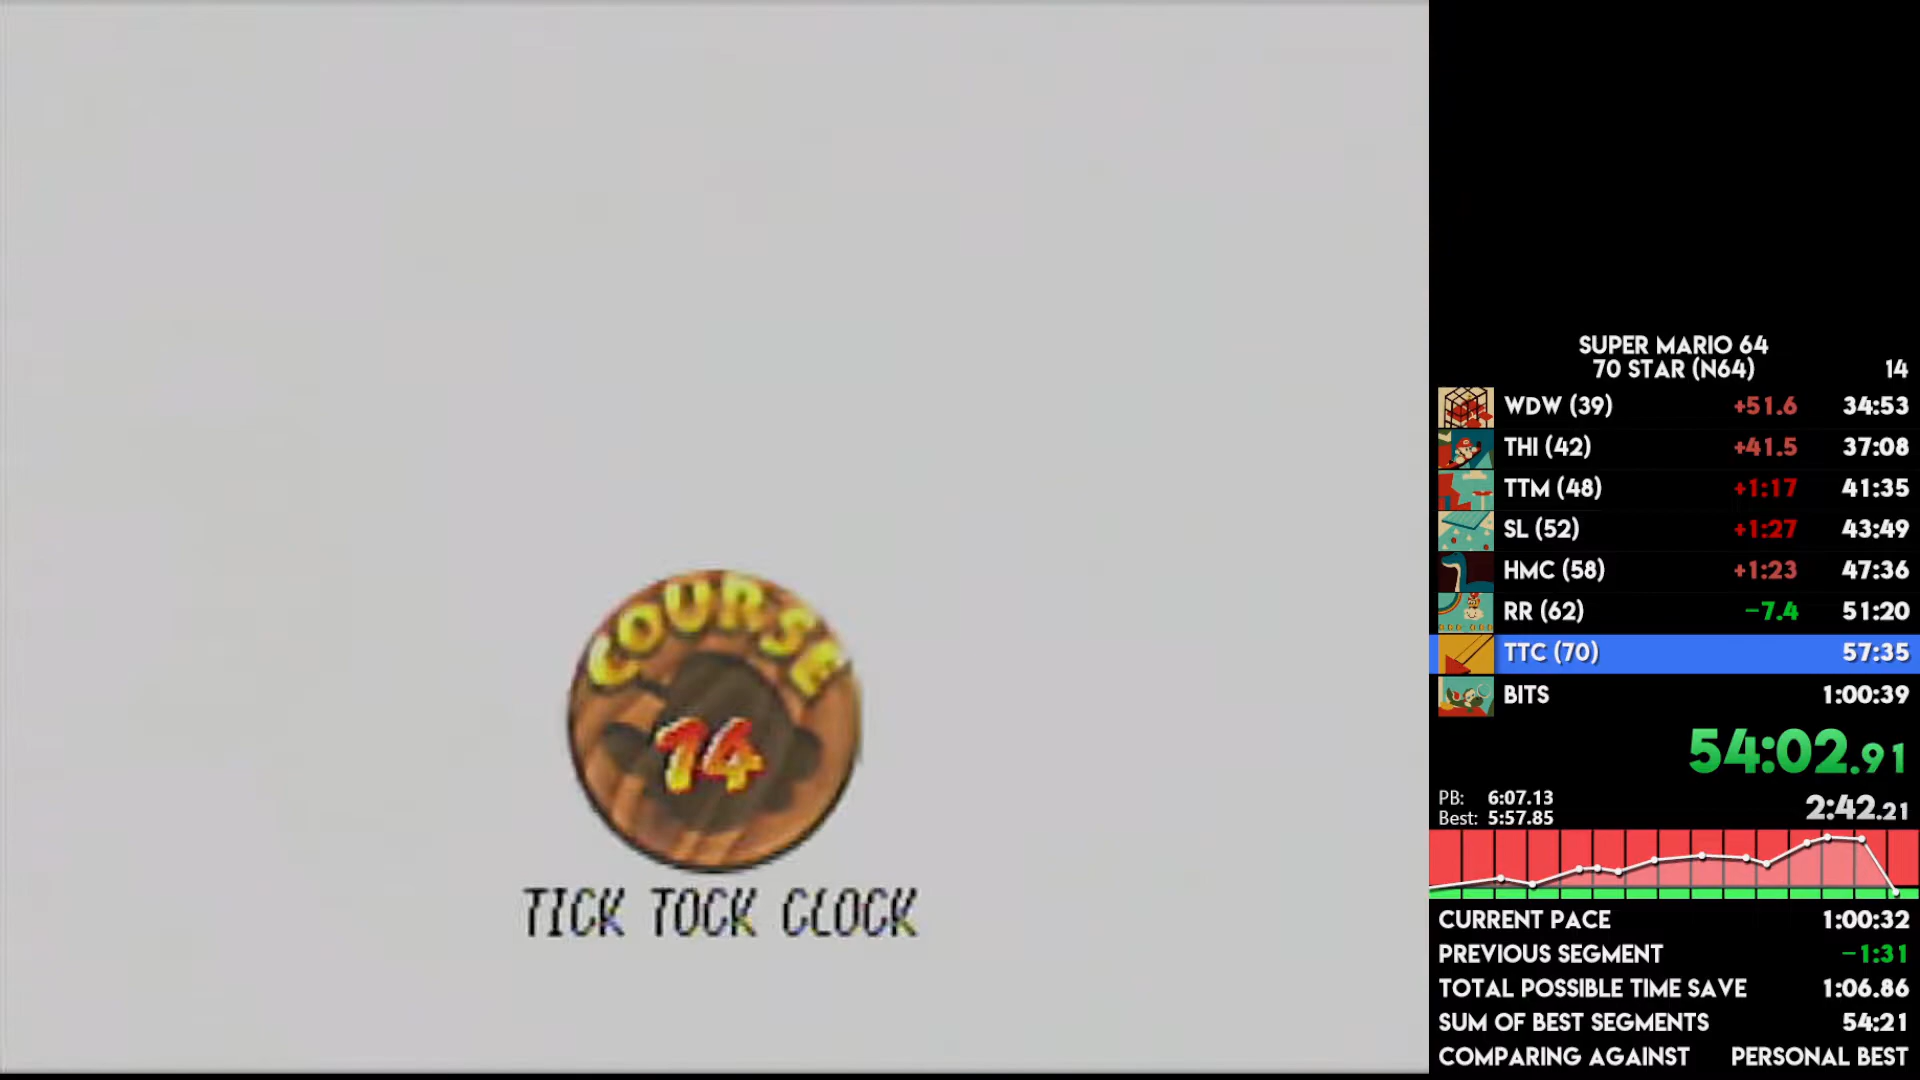 COURSE
14
TICK TOCK CLOCK
SUPER MARIO 64
70 STAR (N64) 14
WDW (39) +51.6 34:53
THI (42) +41.5 37:08
TTM (48) +1:17 41:35
SL (52) +1:27 43:49
HMC (58) +1:23 47:36
RR (62) −7.4 51:20
TTC (70) 57:35
BITS 1:00:39
54:02.91
PB: 6:07.13
Best: 5:57.85
2:42.21
CURRENT PACE 1:00:32
PREVIOUS SEGMENT −1:31
TOTAL POSSIBLE TIME SAVE 1:06.86
SUM OF BEST SEGMENTS 54:21
COMPARING AGAINST PERSONAL BEST